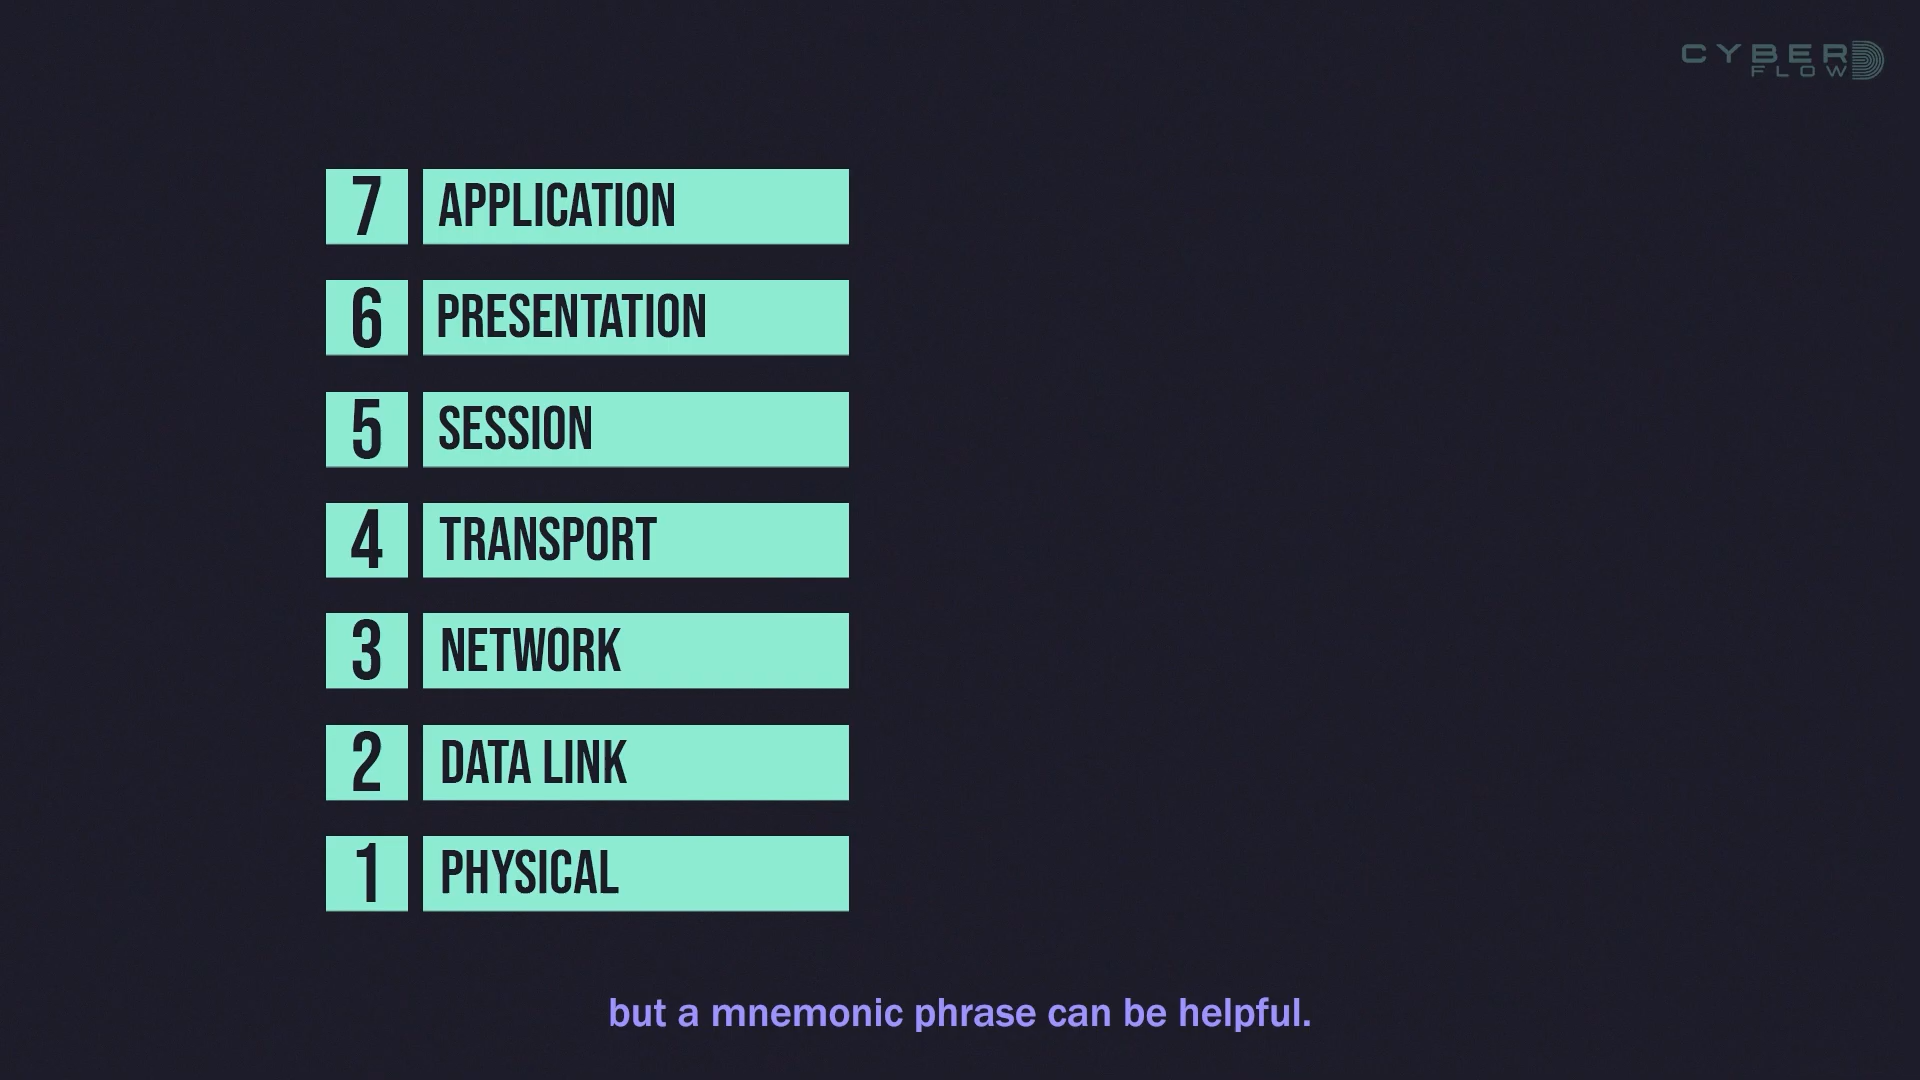 CYBER
FLOW
7 APPLICATION
6 PRESENTATION
5 SESSION
4 TRANSPORT
3 NETWORK
2 DATA LINK
1 PHYSICAL
but a mnemonic phrase can be helpful.